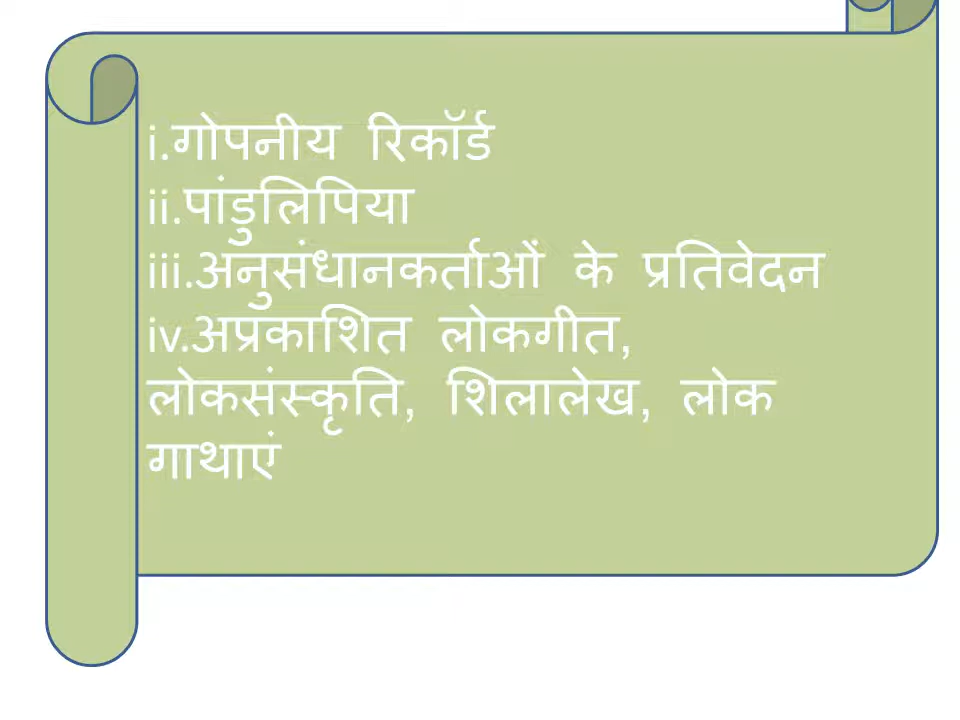 i.गोपनीय रिकॉर्ड
ii.पांडुलिपिया
iii.अनुसंधानकर्ताओं के प्रतिवेदन
iv.अप्रकाशित लोकगीत,
लोकसंस्कृति, शिलालेख, लोक
गाथाएं